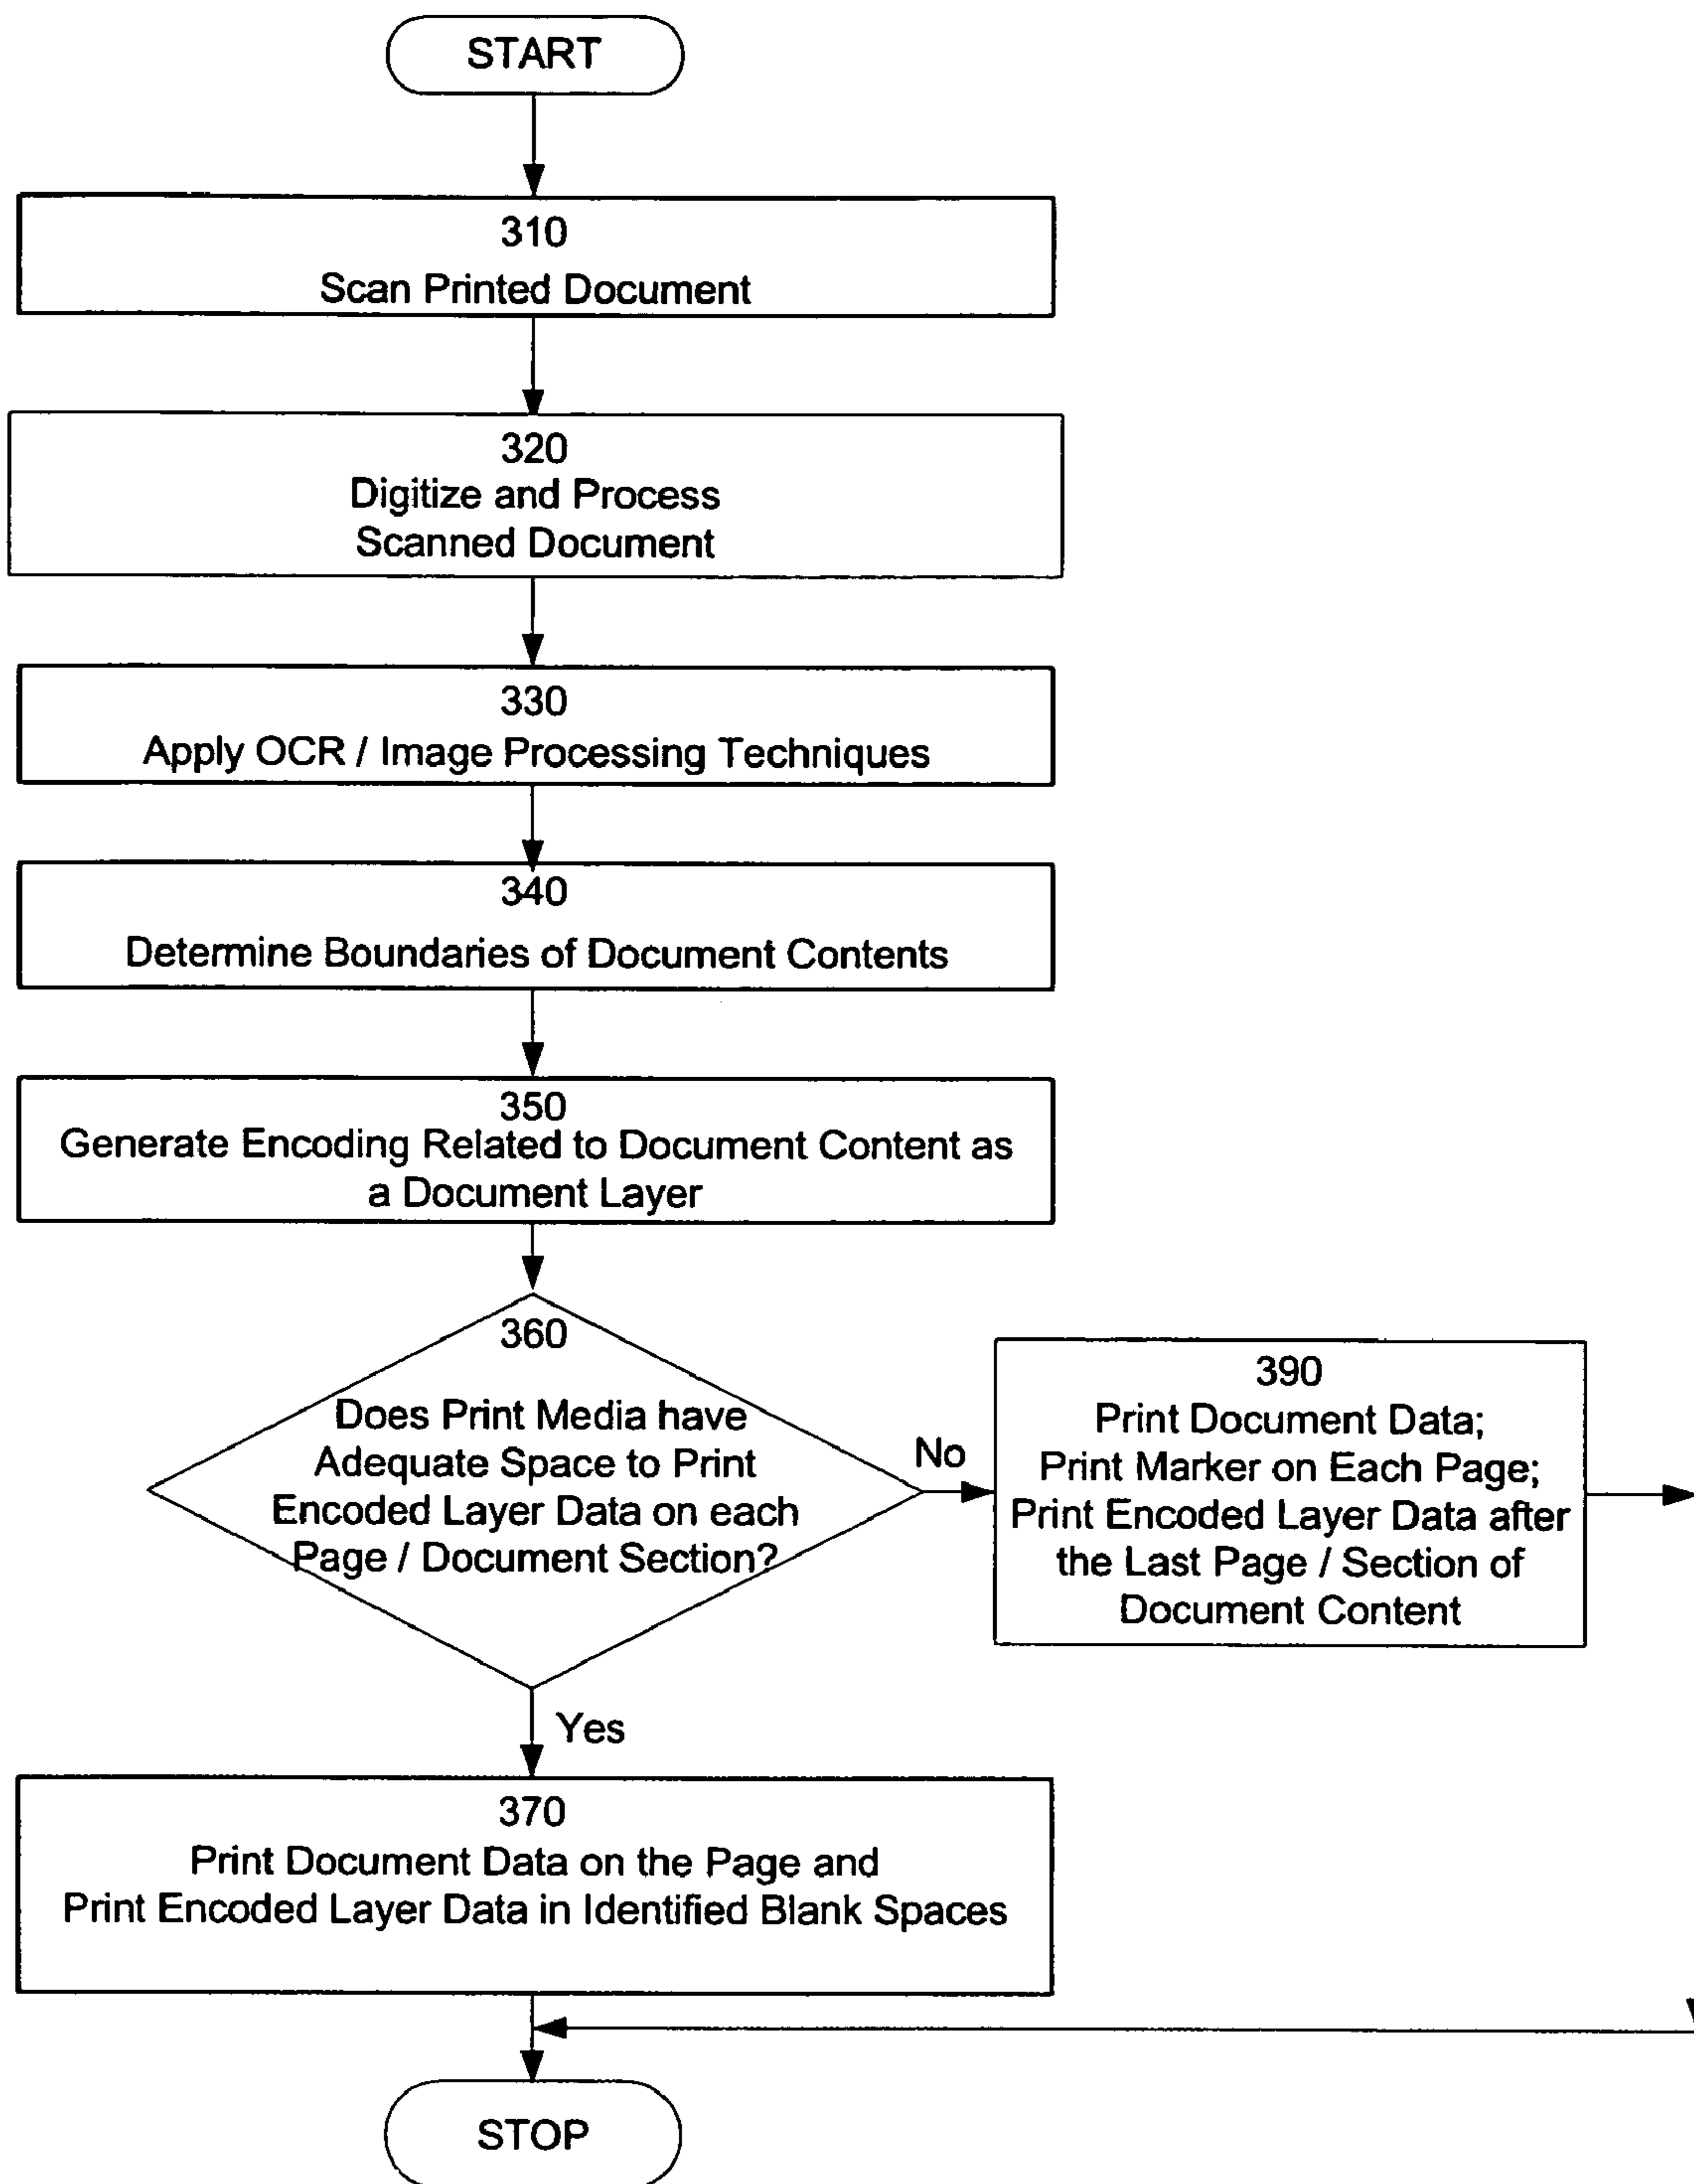 START
310
Scan Printed Document
320
Digitize and Process
Scanned Document
330
Apply OCR / Image Processing Techniques
340
Determine Boundaries of Document Contents
350
Generate Encoding Related to Document Content as
a Document Layer
360
Does Print Media have
Adequate Space to Print
Encoded Layer Data on each
Page / Document Section?
No
390
Print Document Data;
Print Marker on Each Page;
Print Encoded Layer Data after
the Last Page / Section of
Document Content
Yes
370
Print Document Data on the Page and
Print Encoded Layer Data in Identified Blank Spaces
STOP